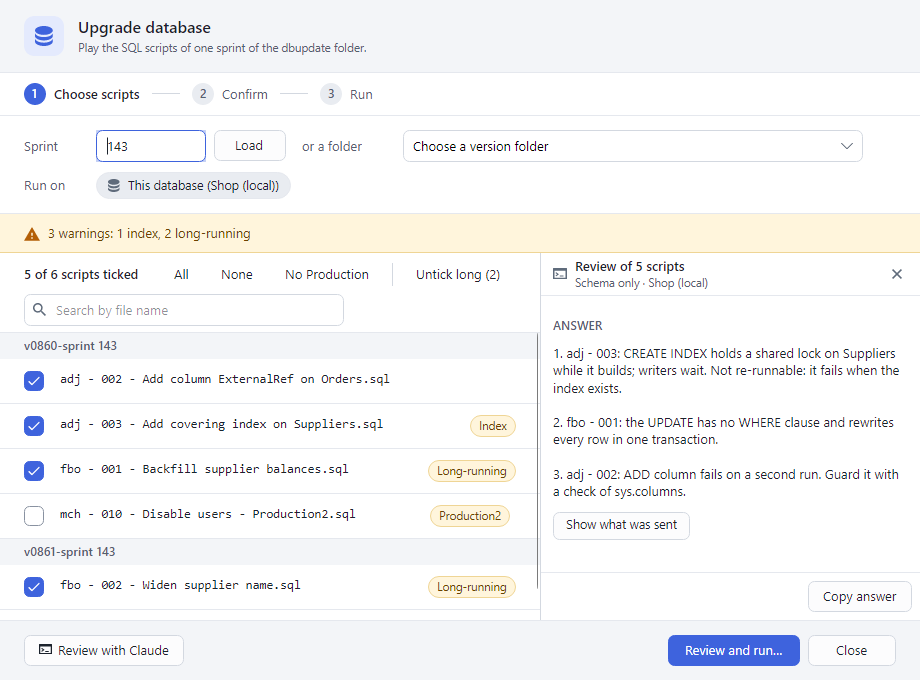 Upgrade database
Play the SQL scripts of one sprint of the dbupdate folder.
1 Choose scripts
2 Confirm
3 Run
Sprint
143
Load
or a folder
Choose a version folder
Run on
This database (Shop (local))
3 warnings: 1 index, 2 long-running
5 of 6 scripts ticked
All
None
No Production
Untick long (2)
Search by file name
v0860-sprint 143
adj - 002 - Add column ExternalRef on Orders.sql
adj - 003 - Add covering index on Suppliers.sql
Index
fbo - 001 - Backfill supplier balances.sql
Long-running
mch - 010 - Disable users - Production2.sql
Production2
v0861-sprint 143
fbo - 002 - Widen supplier name.sql
Long-running
Review of 5 scripts
Schema only · Shop (local)
ANSWER
1. adj - 003: CREATE INDEX holds a shared lock on Suppliers
while it builds; writers wait. Not re-runnable: it fails when the
index exists.
2. fbo - 001: the UPDATE has no WHERE clause and rewrites
every row in one transaction.
3. adj - 002: ADD column fails on a second run. Guard it with
a check of sys.columns.
Show what was sent
Copy answer
Review with Claude
Review and run...
Close